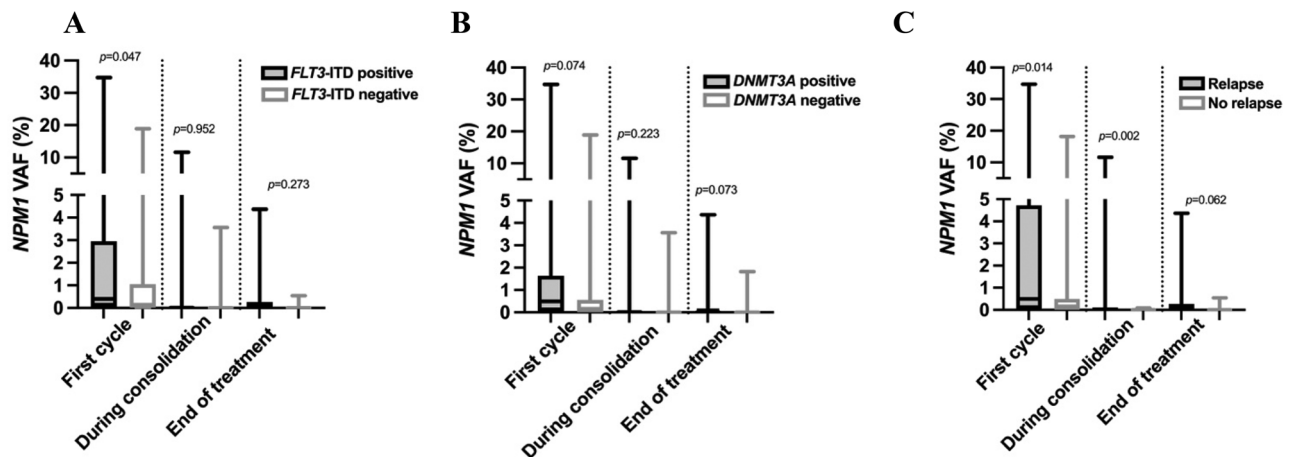 A
NPM1 VAF (%)
40
30
20
10
5
4
3
2
1
0
p=0.047
p=0.952
p=0.273
FLT3-ITD positive
FLT3-ITD negative
First cycle
During consolidation
End of treatment
B
NPM1 VAF (%)
40
30
20
10
5
4
3
2
1
0
p=0.074
p=0.223
p=0.073
DNMT3A positive
DNMT3A negative
First cycle
During consolidation
End of treatment
C
NPM1 VAF (%)
40
30
20
10
5
4
3
2
1
0
p=0.014
p=0.002
p=0.062
Relapse
No relapse
First cycle
During consolidation
End of treatment